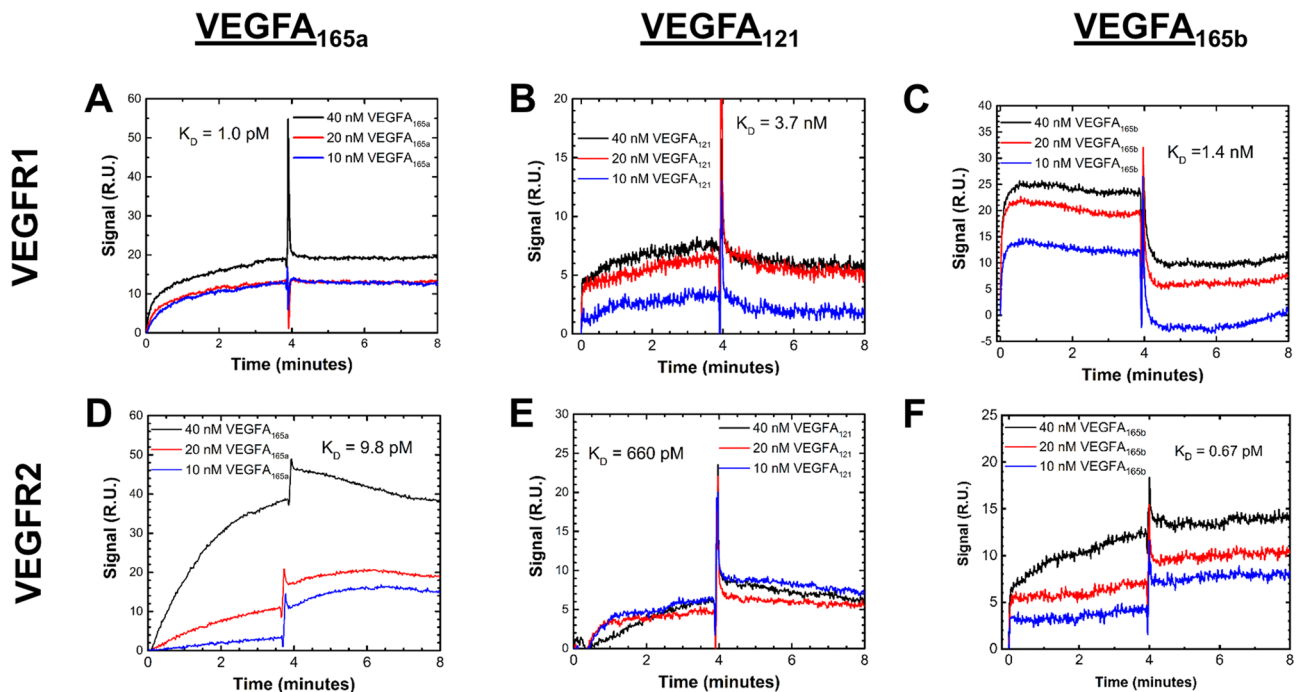 VEGFA165a
VEGFA121
VEGFA165b
VEGFR1
A
60
50
40
30
20
10
0
0
2
4
6
8
Signal (R.U.)
Time (minutes)
KD = 1.0 pM
40 nM VEGFA165a
20 nM VEGFA165a
10 nM VEGFA165a
B
20
15
10
5
0
0
2
4
6
8
Signal (R.U.)
Time (minutes)
40 nM VEGFA121
20 nM VEGFA121
10 nM VEGFA121
KD = 3.7 nM
C
40
35
30
25
20
15
10
5
0
-5
0
2
4
6
8
Signal (R.U.)
Time (minutes)
40 nM VEGFA165b
20 nM VEGFA165b
10 nM VEGFA165b
KD =1.4 nM
VEGFR2
D
60
50
40
30
20
10
0
0
2
4
6
8
Signal (R.U.)
Time (minutes)
40 nM VEGFA165a
20 nM VEGFA165a
10 nM VEGFA165a
KD = 9.8 pM
E
30
25
20
15
10
5
0
0
2
4
6
8
Signal (R.U.)
Time (minutes)
KD = 660 pM
40 nM VEGFA121
20 nM VEGFA121
10 nM VEGFA121
F
25
20
15
10
5
0
0
2
4
6
8
Signal (R.U.)
Time (minutes)
40 nM VEGFA165b
20 nM VEGFA165b
10 nM VEGFA165b
KD = 0.67 pM